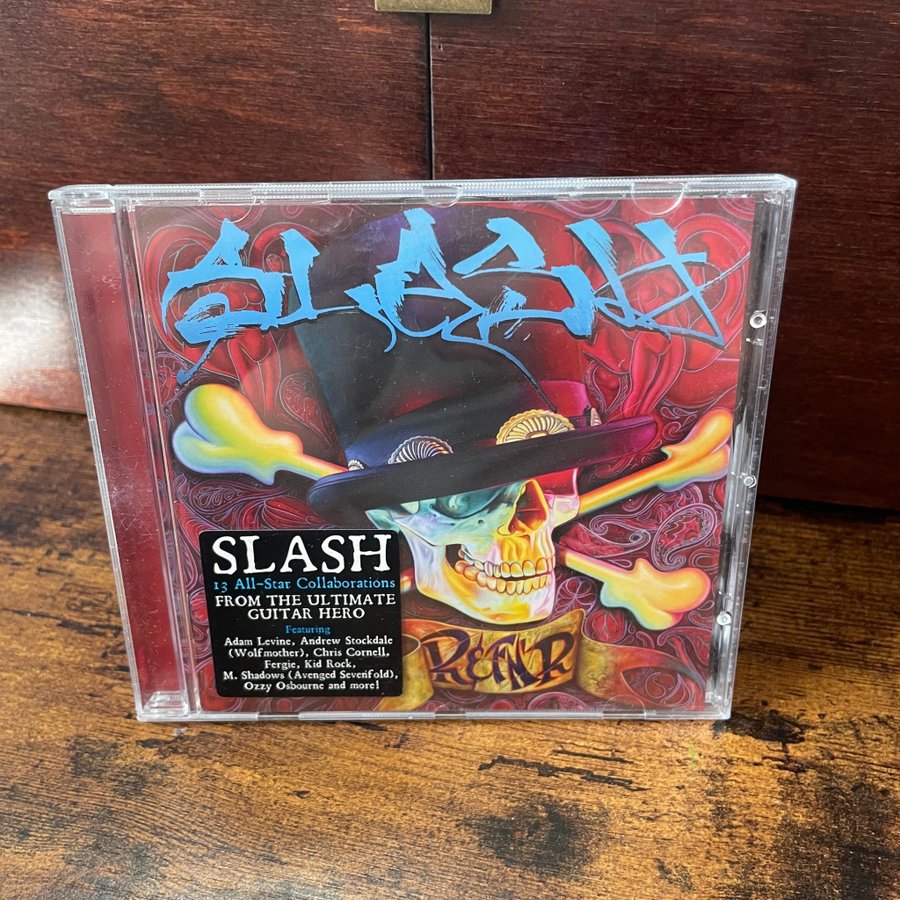 SLASH
SLASH
13 All-Star Collaborations
FROM THE ULTIMATE
GUITAR HERO
Featuring
Adam Levine, Andrew Stockdale
(Wolfmother), Chris Cornell,
Fergie, Kid Rock,
M. Shadows (Avenged Sevenfold),
Ozzy Osbourne and more!
R&FN'R